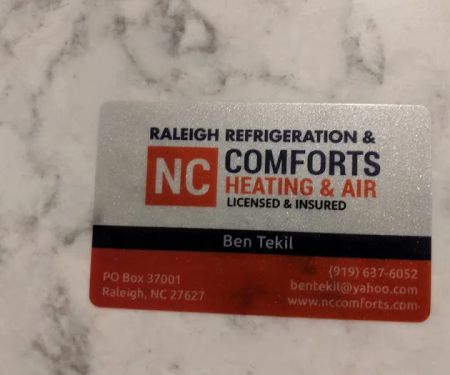 RALEIGH REFRIGERATION &
NC COMFORTS
HEATING & AIR
LICENSED & INSURED
Ben Tekil
PO Box 37001
Raleigh, NC 27627
(919) 637-6052
bentekil@yahoo.com
www.nccomforts.com